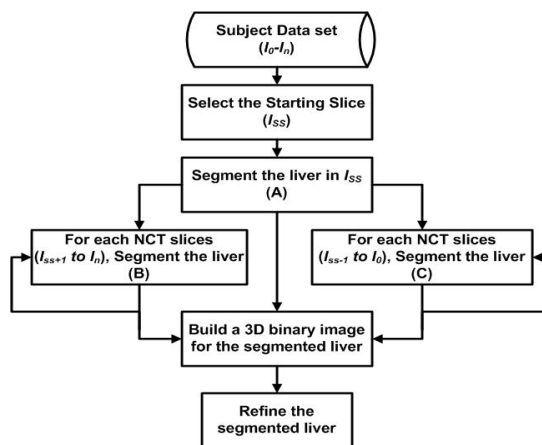 Subject Data set
(I0-In)
Select the Starting Slice
(ISS)
Segment the liver in ISS
(A)
For each NCT slices
(Iss+1 to In), Segment the liver
(B)
For each NCT slices
(Iss-1 to I0), Segment the liver
(C)
Build a 3D binary image
for the segmented liver
Refine the
segmented liver